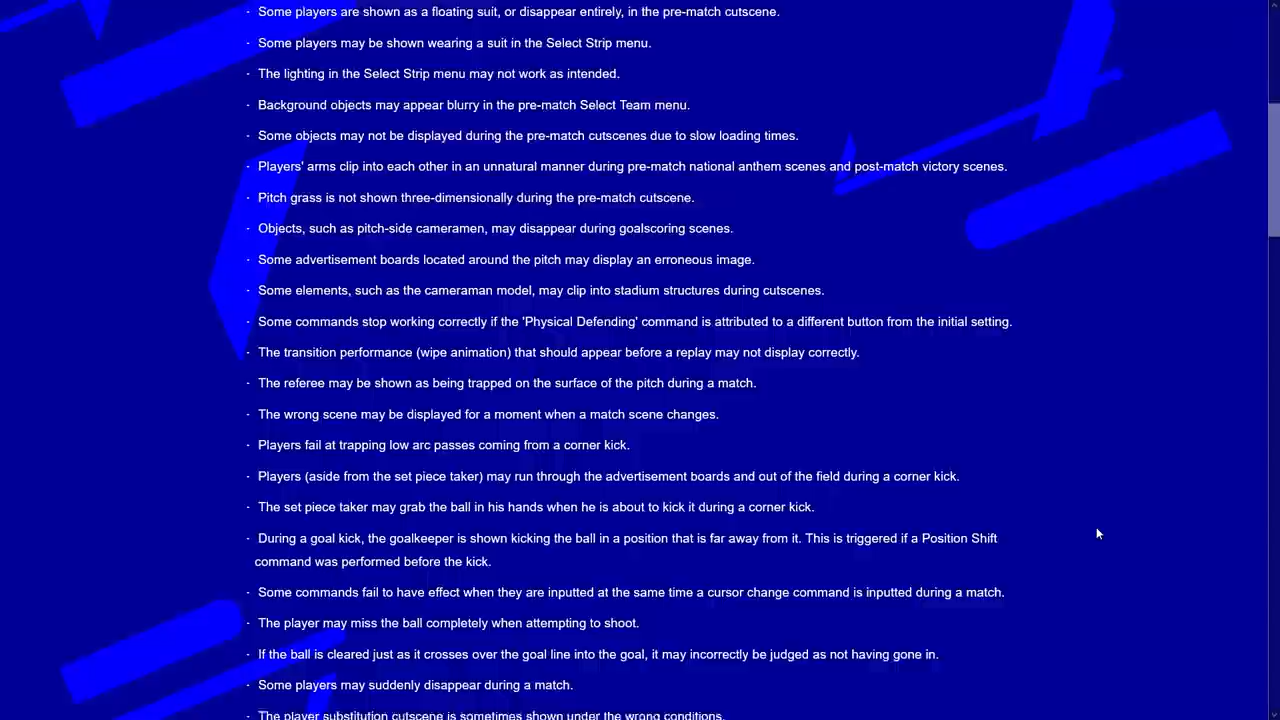 - Some players are shown as a floating suit, or disappear entirely, in the pre-match cutscene.
- Some players may be shown wearing a suit in the Select Strip menu.
- The lighting in the Select Strip menu may not work as intended.
- Background objects may appear blurry in the pre-match Select Team menu.
- Some objects may not be displayed during the pre-match cutscenes due to slow loading times.
- Players' arms clip into each other in an unnatural manner during pre-match national anthem scenes and post-match victory scenes.
- Pitch grass is not shown three-dimensionally during the pre-match cutscene.
- Objects, such as pitch-side cameramen, may disappear during goalscoring scenes.
- Some advertisement boards located around the pitch may display an erroneous image.
- Some elements, such as the cameraman model, may clip into stadium structures during cutscenes.
- Some commands stop working correctly if the 'Physical Defending' command is attributed to a different button from the initial setting.
- The transition performance (wipe animation) that should appear before a replay may not display correctly.
- The referee may be shown as being trapped on the surface of the pitch during a match.
- The wrong scene may be displayed for a moment when a match scene changes.
- Players fail at trapping low arc passes coming from a corner kick.
- Players (aside from the set piece taker) may run through the advertisement boards and out of the field during a corner kick.
- The set piece taker may grab the ball in his hands when he is about to kick it during a corner kick.
- During a goal kick, the goalkeeper is shown kicking the ball in a position that is far away from it. This is triggered if a Position Shift
command was performed before the kick.
- Some commands fail to have effect when they are inputted at the same time a cursor change command is inputted during a match.
- The player may miss the ball completely when attempting to shoot.
- If the ball is cleared just as it crosses over the goal line into the goal, it may incorrectly be judged as not having gone in.
- Some players may suddenly disappear during a match.
- The player substitution cutscene is sometimes shown under the wrong conditions.